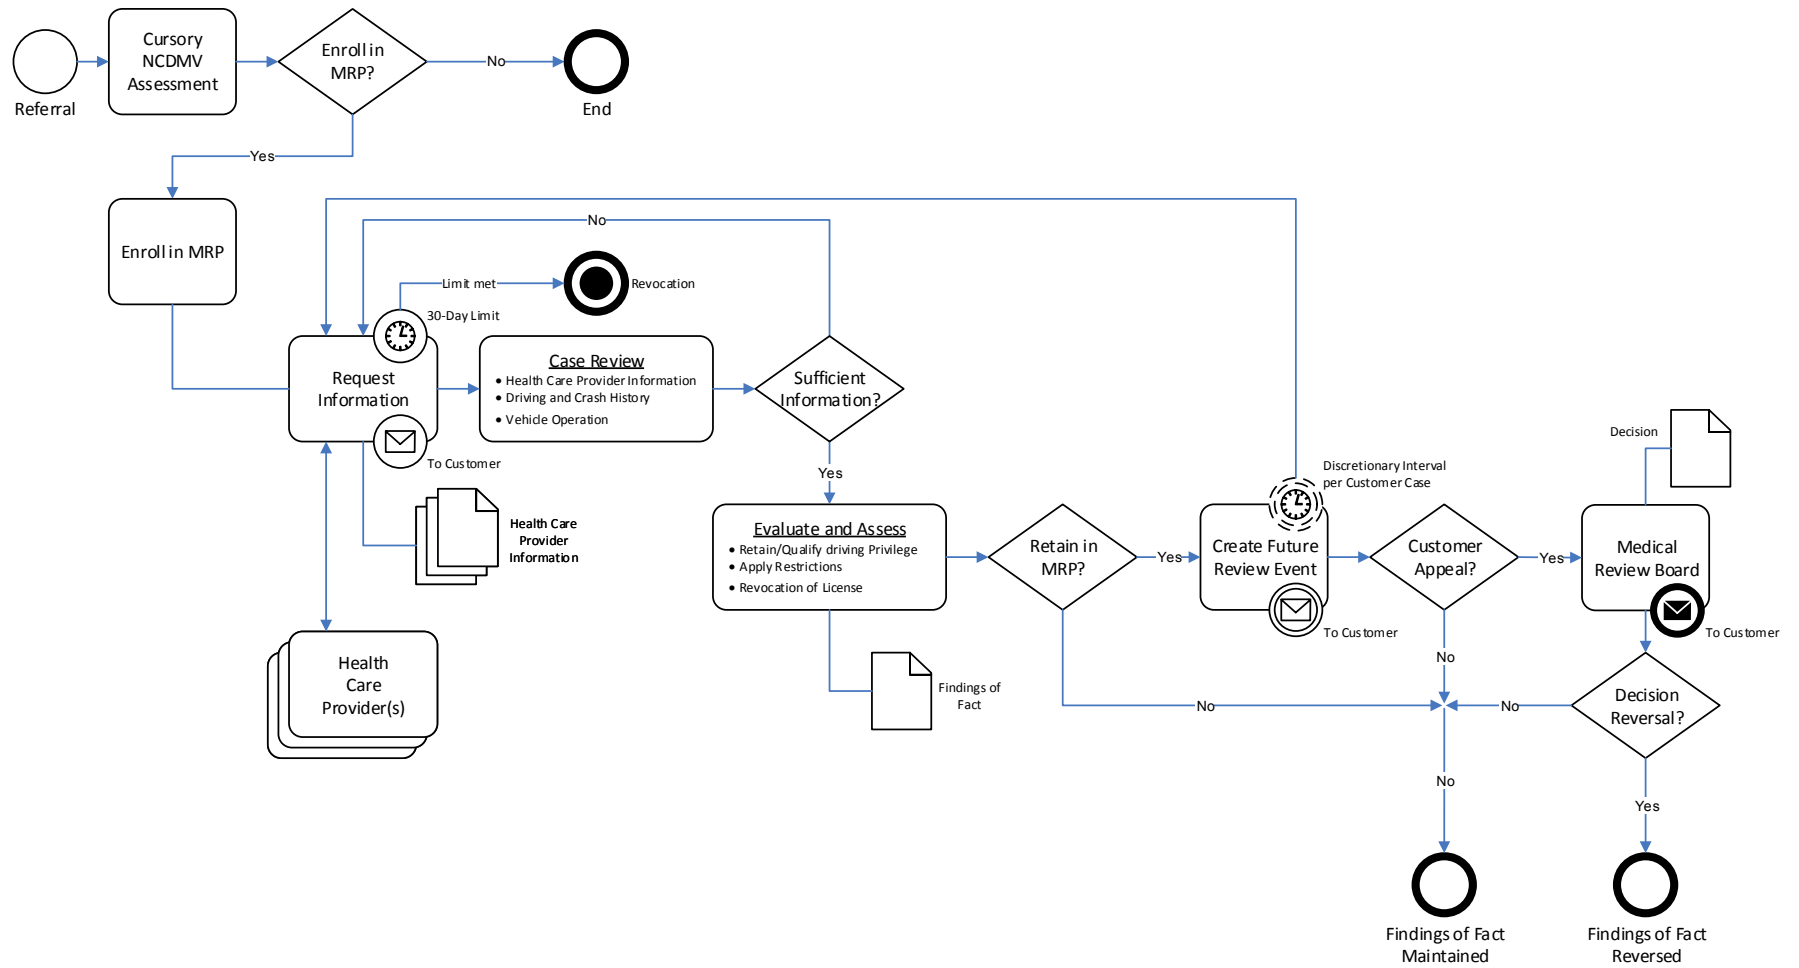 Cursory
NCDMV
Assessment
Enroll in
MRP?
No
Referral
End
Yes
Enroll in MRP
No
Limit met
Revocation
30-Day Limit
Request
Information
Case Review
• Health Care Provider Information
• Driving and Crash History
• Vehicle Operation
Sufficient
Information?
To Customer
Yes
Health Care
Provider
Information
Evaluate and Assess
• Retain/Qualify driving Privilege
• Apply Restrictions
• Revocation of License
Retain in
MRP?
Yes
Discretionary Interval
per Customer Case
Create Future
Review Event
To Customer
Customer
Appeal?
Yes
Decision
Medical
Review Board
To Customer
Health
Care
Provider(s)
Findings of
Fact
No
No
No
Decision
Reversal?
No
Yes
Findings of Fact
Maintained
Findings of Fact
Reversed